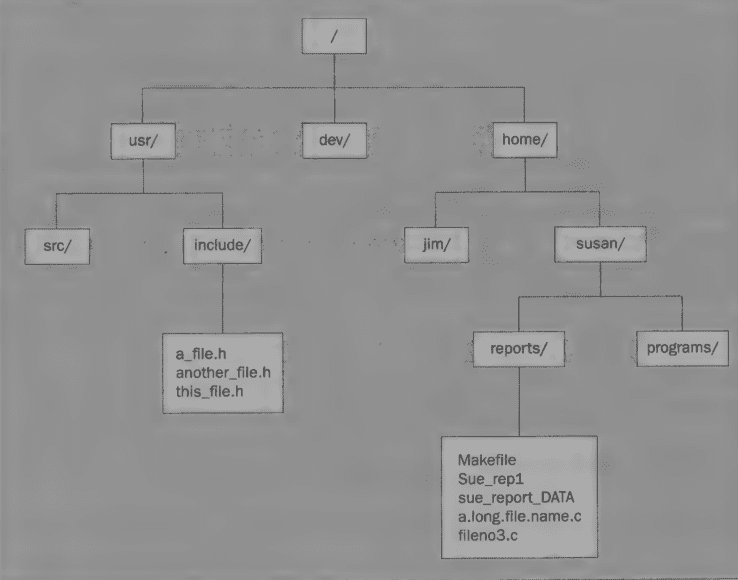 /
usr/
dev/
home/
src/
include/
jim/
susan/
a_file.h
another_file.h
this_file.h
reports/
programs/
Makefile
Sue_rep1
sue_report_DATA
a.long.file.name.c
fileno3.c